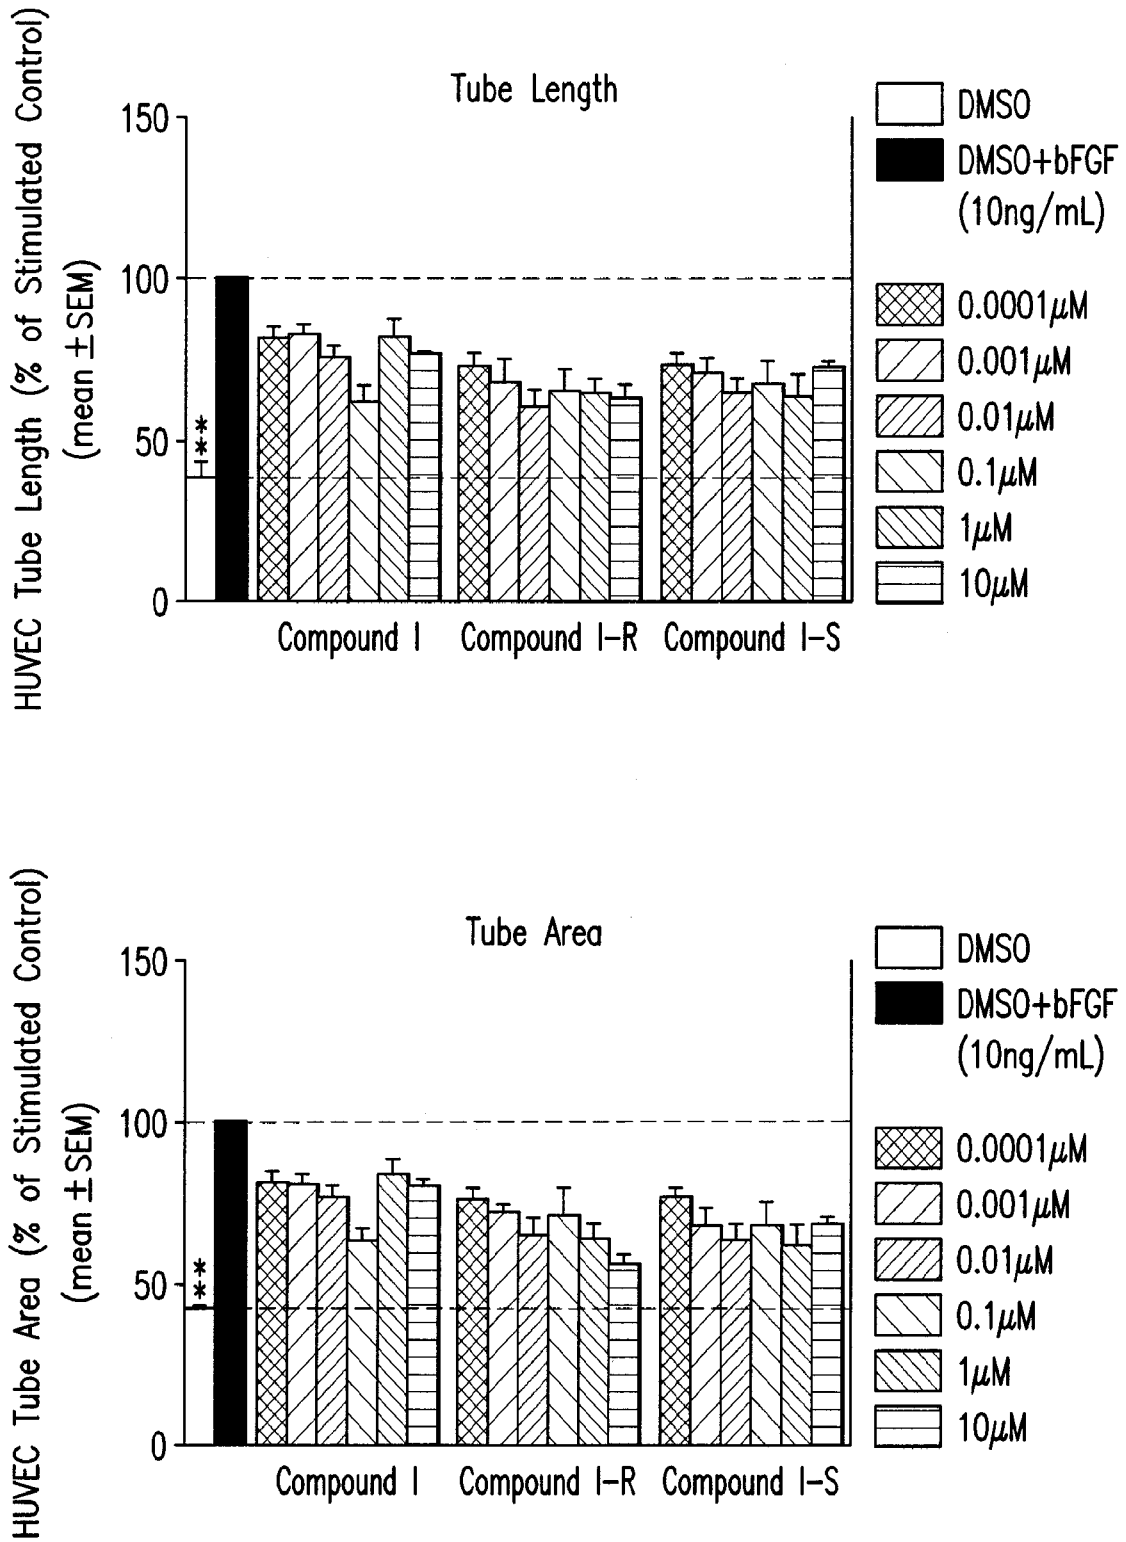 Tube Length
HUVEC Tube Length (% of Stimulated Control)
(mean ±SEM)
150
100
50
0
**
Compound I
Compound I-R
Compound I-S
DMSO
DMSO+bFGF
(10ng/mL)
0.0001μM
0.001μM
0.01μM
0.1μM
1μM
10μM
Tube Area
HUVEC Tube Area (% of Stimulated Control)
(mean ±SEM)
150
100
50
0
**
Compound I
Compound I-R
Compound I-S
DMSO
DMSO+bFGF
(10ng/mL)
0.0001μM
0.001μM
0.01μM
0.1μM
1μM
10μM